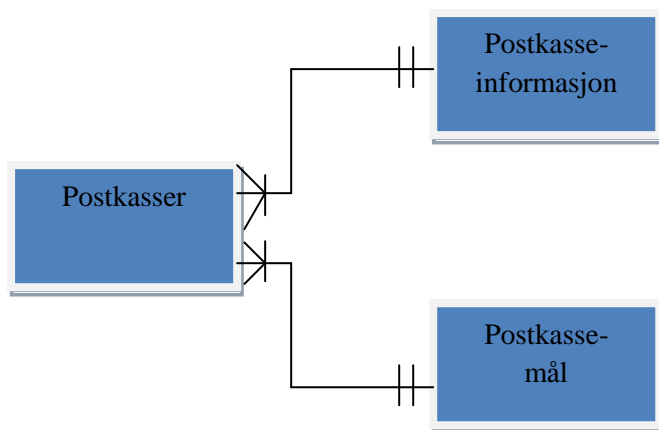 Postkasse-
informasjon
Postkasser
Postkasse-
mål